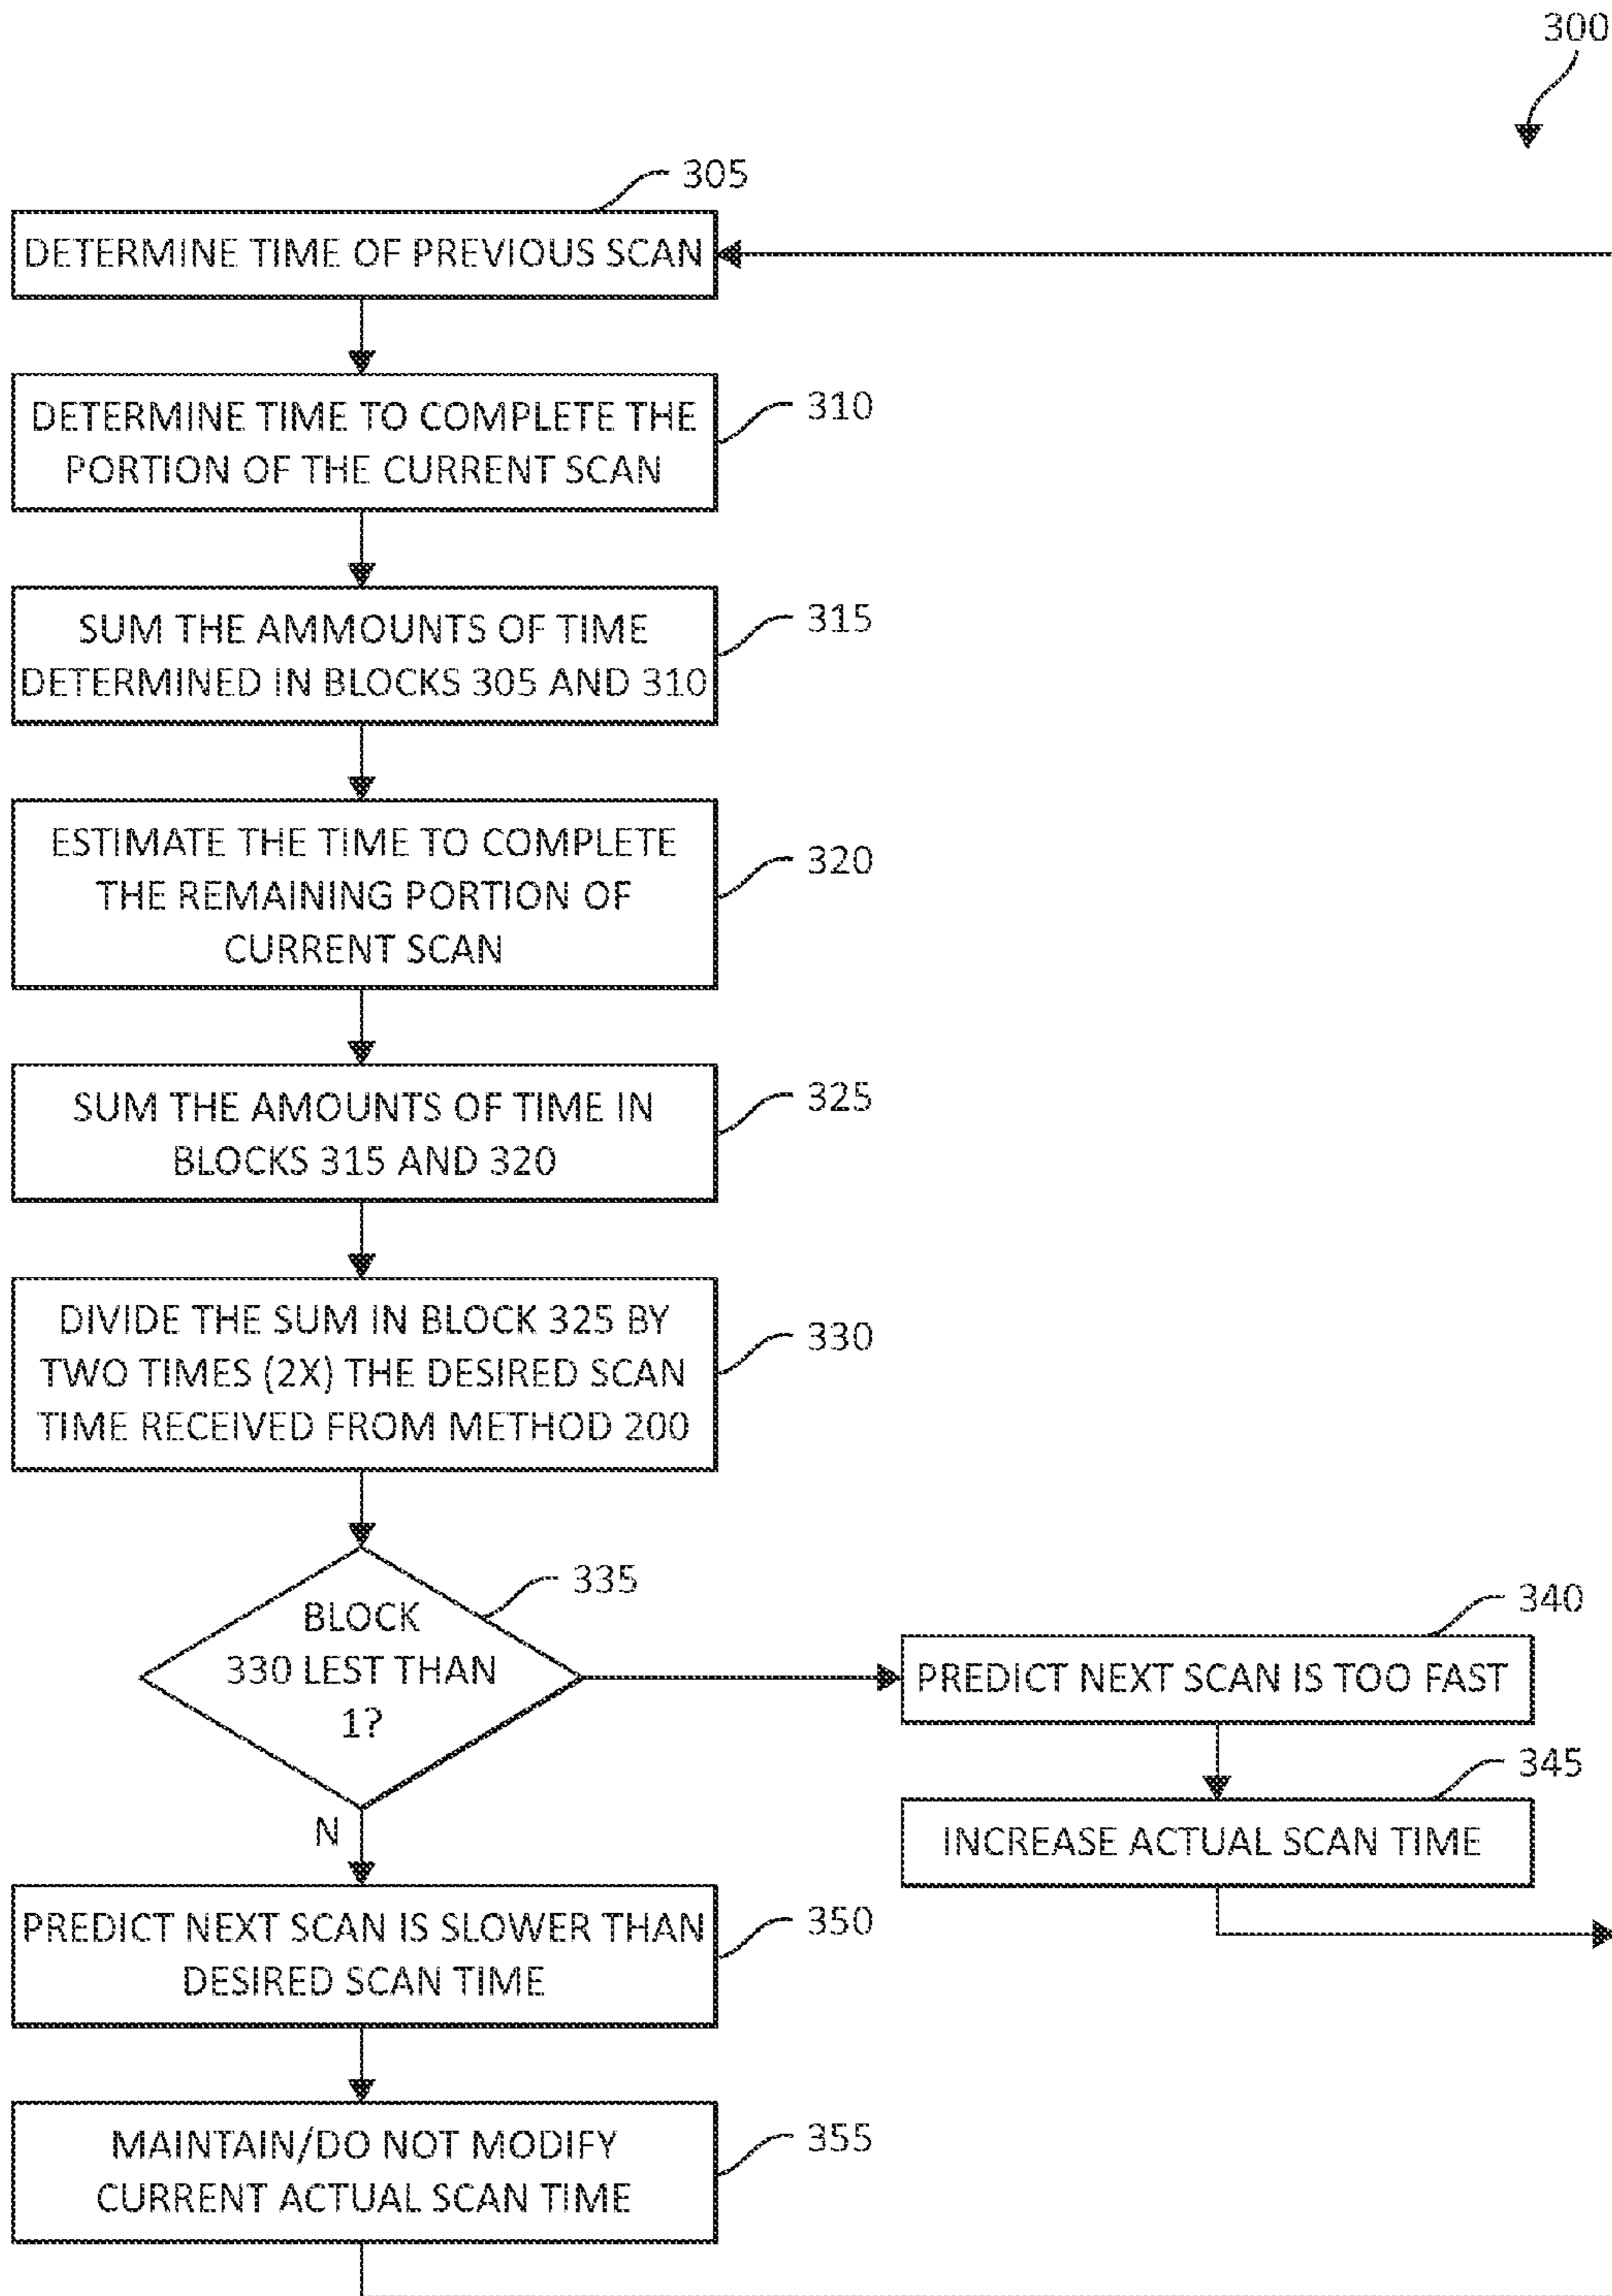 300
305
DETERMINE TIME OF PREVIOUS SCAN
DETERMINE TIME TO COMPLETE THE
PORTION OF THE CURRENT SCAN
310
SUM THE AMMOUNTS OF TIME
DETERMINED IN BLOCKS 305 AND 310
315
ESTIMATE THE TIME TO COMPLETE
THE REMAINING PORTION OF
CURRENT SCAN
320
SUM THE AMOUNTS OF TIME IN
BLOCKS 315 AND 320
325
DIVIDE THE SUM IN BLOCK 325 BY
TWO TIMES (2X) THE DESIRED SCAN
TIME RECEIVED FROM METHOD 200
330
BLOCK
330 LEST THAN
1?
335
340
PREDICT NEXT SCAN IS TOO FAST
345
INCREASE ACTUAL SCAN TIME
N
PREDICT NEXT SCAN IS SLOWER THAN
DESIRED SCAN TIME
350
MAINTAIN/DO NOT MODIFY
CURRENT ACTUAL SCAN TIME
355